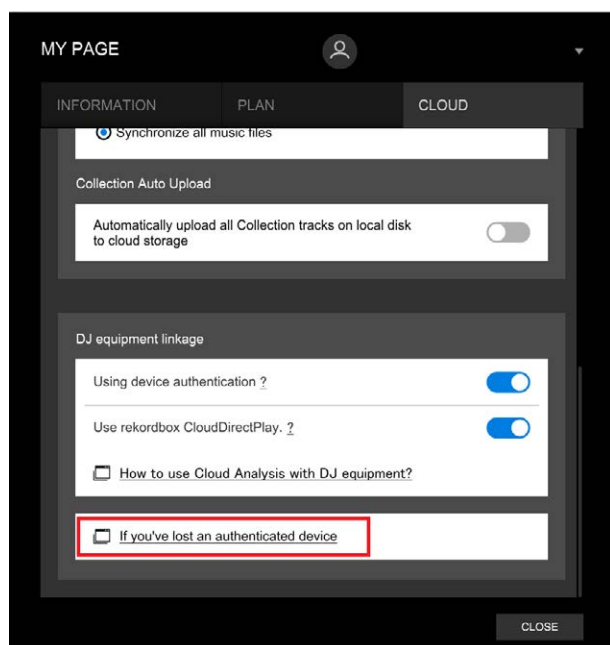 MY PAGE
INFORMATION
PLAN
CLOUD
Synchronize all music files
Collection Auto Upload
Automatically upload all Collection tracks on local disk
to cloud storage
DJ equipment linkage
Using device authentication ?
Use rekordbox CloudDirectPlay. ?
How to use Cloud Analysis with DJ equipment?
If you've lost an authenticated device
CLOSE